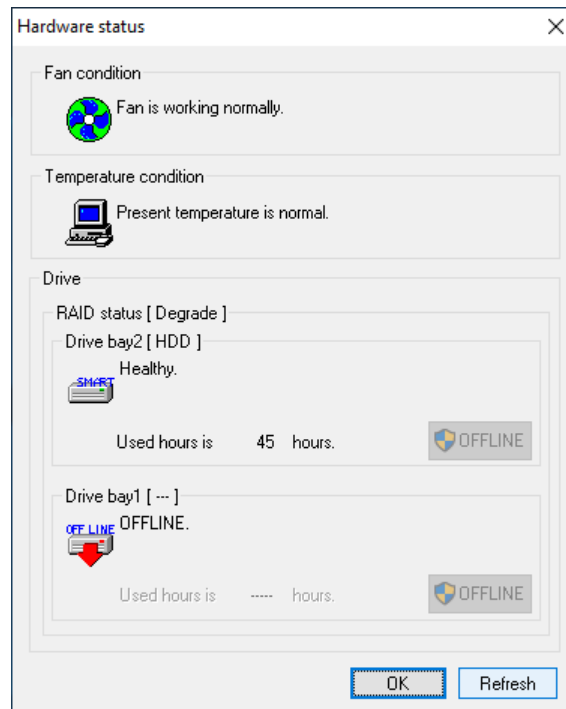 Hardware status
Fan condition
Fan is working normally.
Temperature condition
Present temperature is normal.
Drive
RAID status [ Degrade ]
Drive bay2 [ HDD ]
SMART
Healthy.
Used hours is 45 hours.
OFFLINE
Drive bay1 [ --- ]
OFF LINE
OFFLINE.
Used hours is ----- hours.
OFFLINE
OK
Refresh